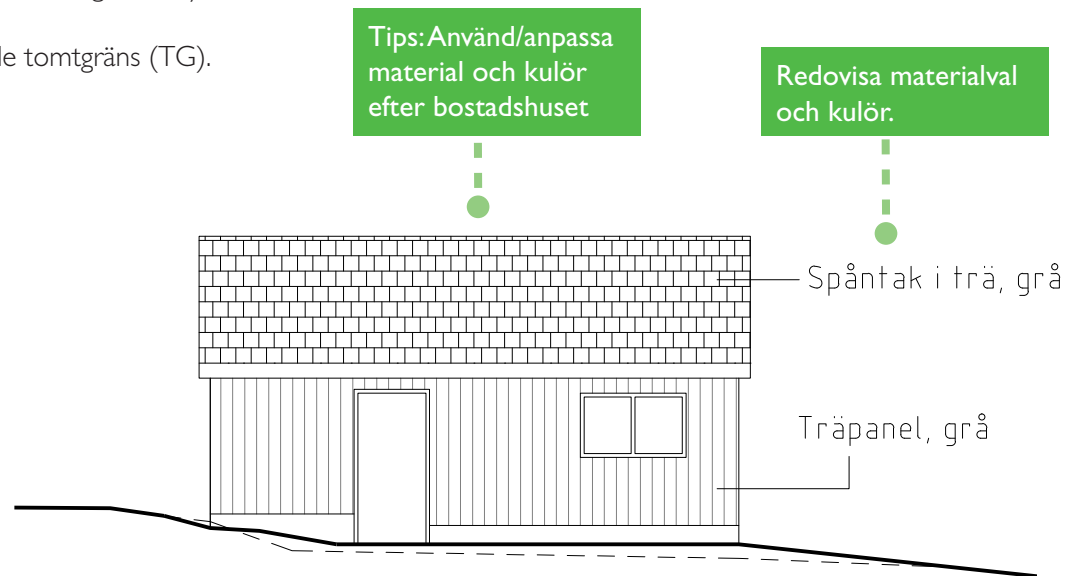 le tomtgräns (TG).
Tips: Använd/anpassa
material och kulör
efter bostadshuset
Redovisa materialval
och kulör.
Spåntak i trä, grå
Träpanel, grå